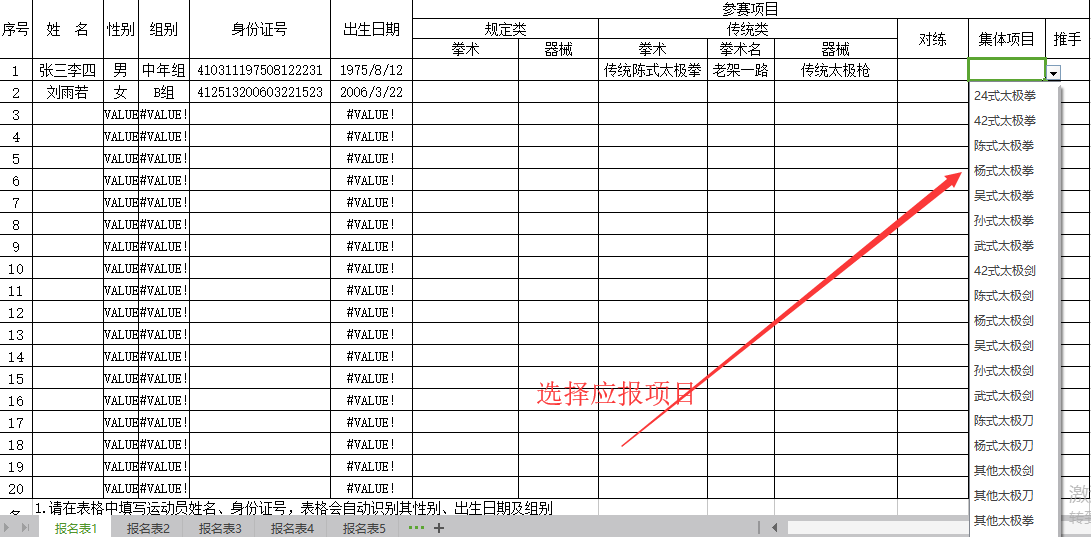 参赛项目
序号 姓 名 性别 组别 身份证号 出生日期 规定类 传统类 对练 集体项目 推手
拳术 器械 拳术 拳术名 器械
1 张三李四 男 中年组 410311197508122231 1975/8/12 传统陈式太极拳 老架一路 传统太极枪
2 刘雨若 女 B组 412513200603221523 2006/3/22
3 VALUE #VALUE! #VALUE!
4 VALUE #VALUE! #VALUE!
5 VALUE #VALUE! #VALUE!
6 VALUE #VALUE! #VALUE!
7 VALUE #VALUE! #VALUE!
8 VALUE #VALUE! #VALUE!
9 VALUE #VALUE! #VALUE!
10 VALUE #VALUE! #VALUE!
11 VALUE #VALUE! #VALUE!
12 VALUE #VALUE! #VALUE!
13 VALUE #VALUE! #VALUE!
14 VALUE #VALUE! #VALUE!
15 VALUE #VALUE! #VALUE!
16 VALUE #VALUE! #VALUE!
17 VALUE #VALUE! #VALUE!
18 VALUE #VALUE! #VALUE!
19 VALUE #VALUE! #VALUE!
20 VALUE #VALUE! #VALUE!
24式太极拳
42式太极拳
陈式太极拳
杨式太极拳
吴式太极拳
孙式太极拳
武式太极拳
42式太极剑
陈式太极剑
杨式太极剑
吴式太极剑
孙式太极剑
武式太极剑
陈式太极刀
杨式太极刀
其他太极剑
其他太极刀
其他太极拳
选择应报项目
1.请在表格中填写运动员姓名、身份证号，表格会自动识别其性别、出生日期及组别
报名表1 报名表2 报名表3 报名表4 报名表5 ··· +